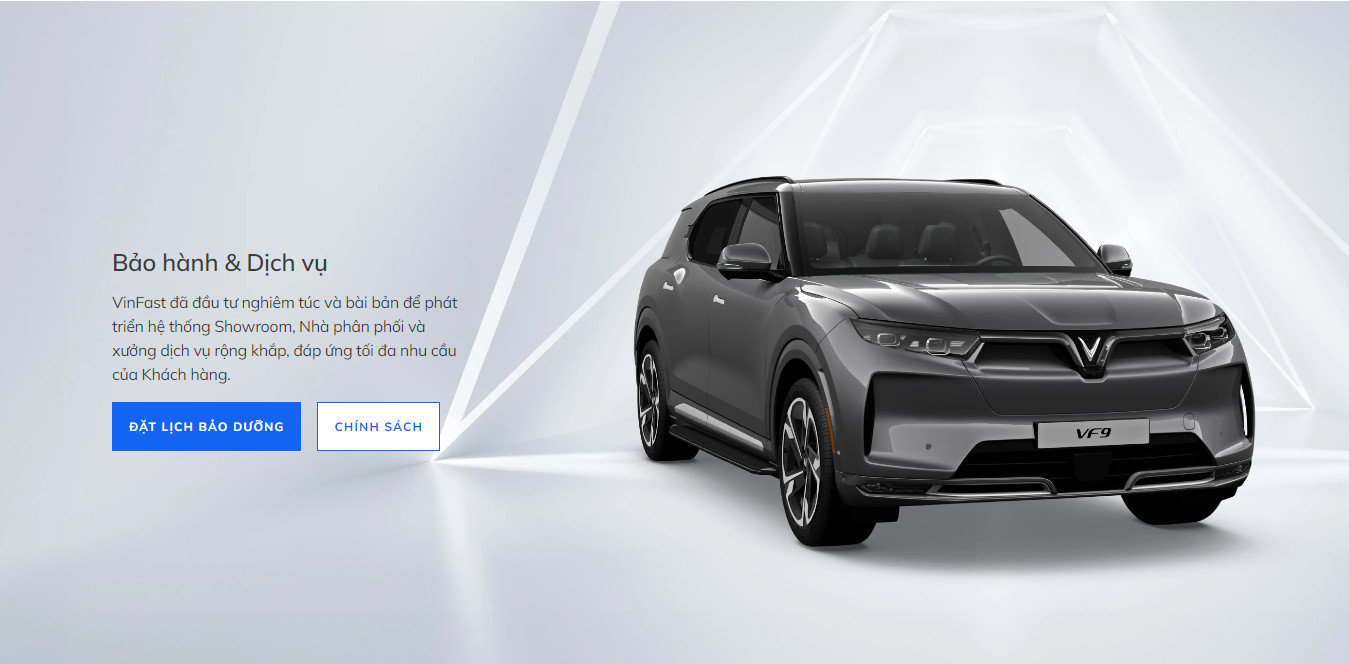 Bảo hành & Dịch vụ
VinFast đã đầu tư nghiêm túc và bài bản để phát
triển hệ thống Showroom, Nhà phân phối và
xưởng dịch vụ rộng khắp, đáp ứng tối đa nhu cầu
của Khách hàng.
ĐẶT LỊCH BẢO DƯỠNG
CHÍNH SÁCH
VF9